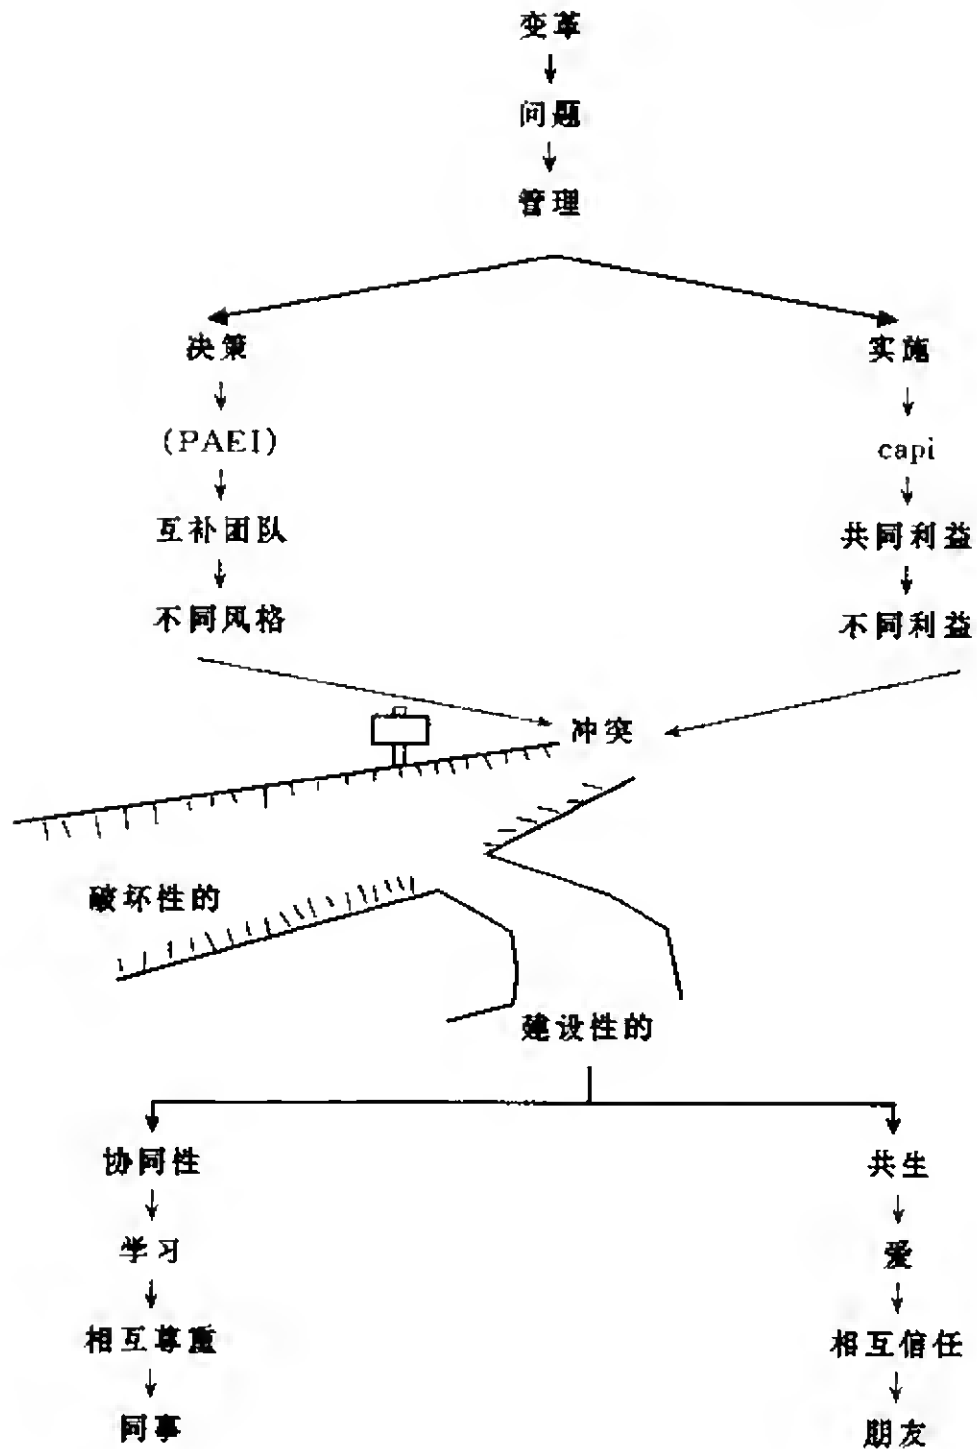 变革
问题
管理
决策
实施
(PAEI)
capi
互补团队
共同利益
不同风格
不同利益
冲突
破坏性的
建设性的
协同性
共生
学习
爱
相互尊重
相互信任
同事
朋友